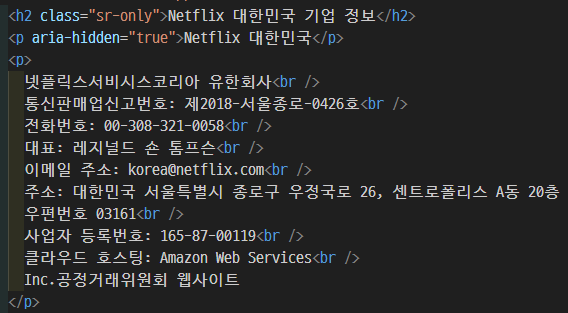 <h2 class="sr-only">Netflix 대한민국 기업 정보</h2>
<p aria-hidden="true">Netflix 대한민국</p>
<p>
넷플릭스서비시스코리아 유한회사<br />
통신판매업신고번호: 제2018-서울종로-0426호<br />
전화번호: 00-308-321-0058<br />
대표: 레지널드 숀 톰프슨<br />
이메일 주소: korea@netflix.com<br />
주소: 대한민국 서울특별시 종로구 우정국로 26, 센트로폴리스 A동 20층
우편번호 03161<br />
사업자 등록번호: 165-87-00119<br />
클라우드 호스팅: Amazon Web Services<br />
Inc.공정거래위원회 웹사이트
</p>